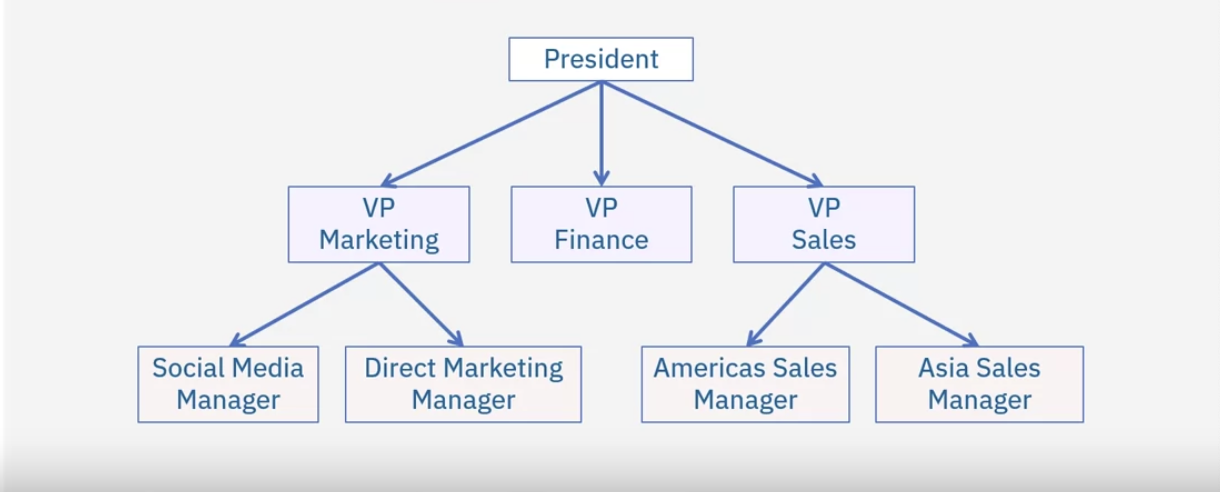 President
VP
Marketing
VP
Finance
VP
Sales
Social Media
Manager
Direct Marketing
Manager
Americas Sales
Manager
Asia Sales
Manager